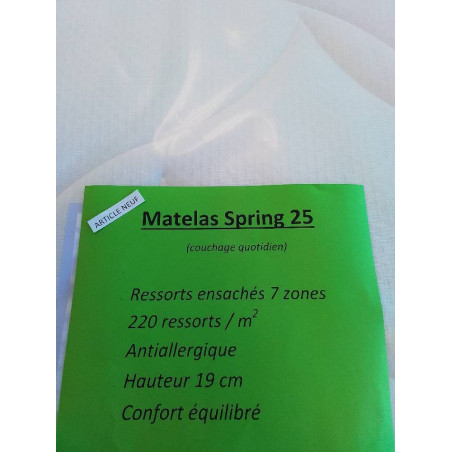 ARTICLE NEUF
Matelas Spring 25
(couchage quotidien)
Ressorts ensachés 7 zones
220 ressorts / m²
Antiallergique
Hauteur 19 cm
Confort équilibré